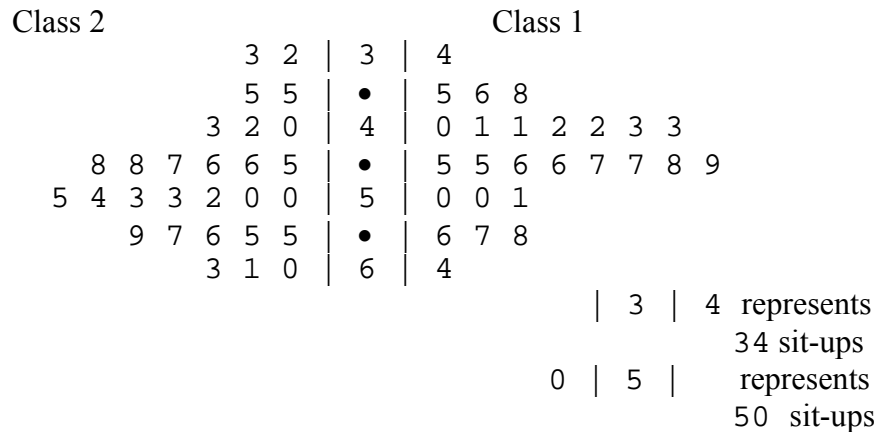 Class 2 Class 1
3 2 | 3 | 4
5 5 | • | 5 6 8
3 2 0 | 4 | 0 1 1 2 2 3 3
8 8 7 6 6 5 | • | 5 5 6 6 7 7 8 9
5 4 3 3 2 0 0 | 5 | 0 0 1
9 7 6 5 5 | • | 6 7 8
3 1 0 | 6 | 4
| 3 | 4 represents
34 sit-ups
0 | 5 | represents
50 sit-ups